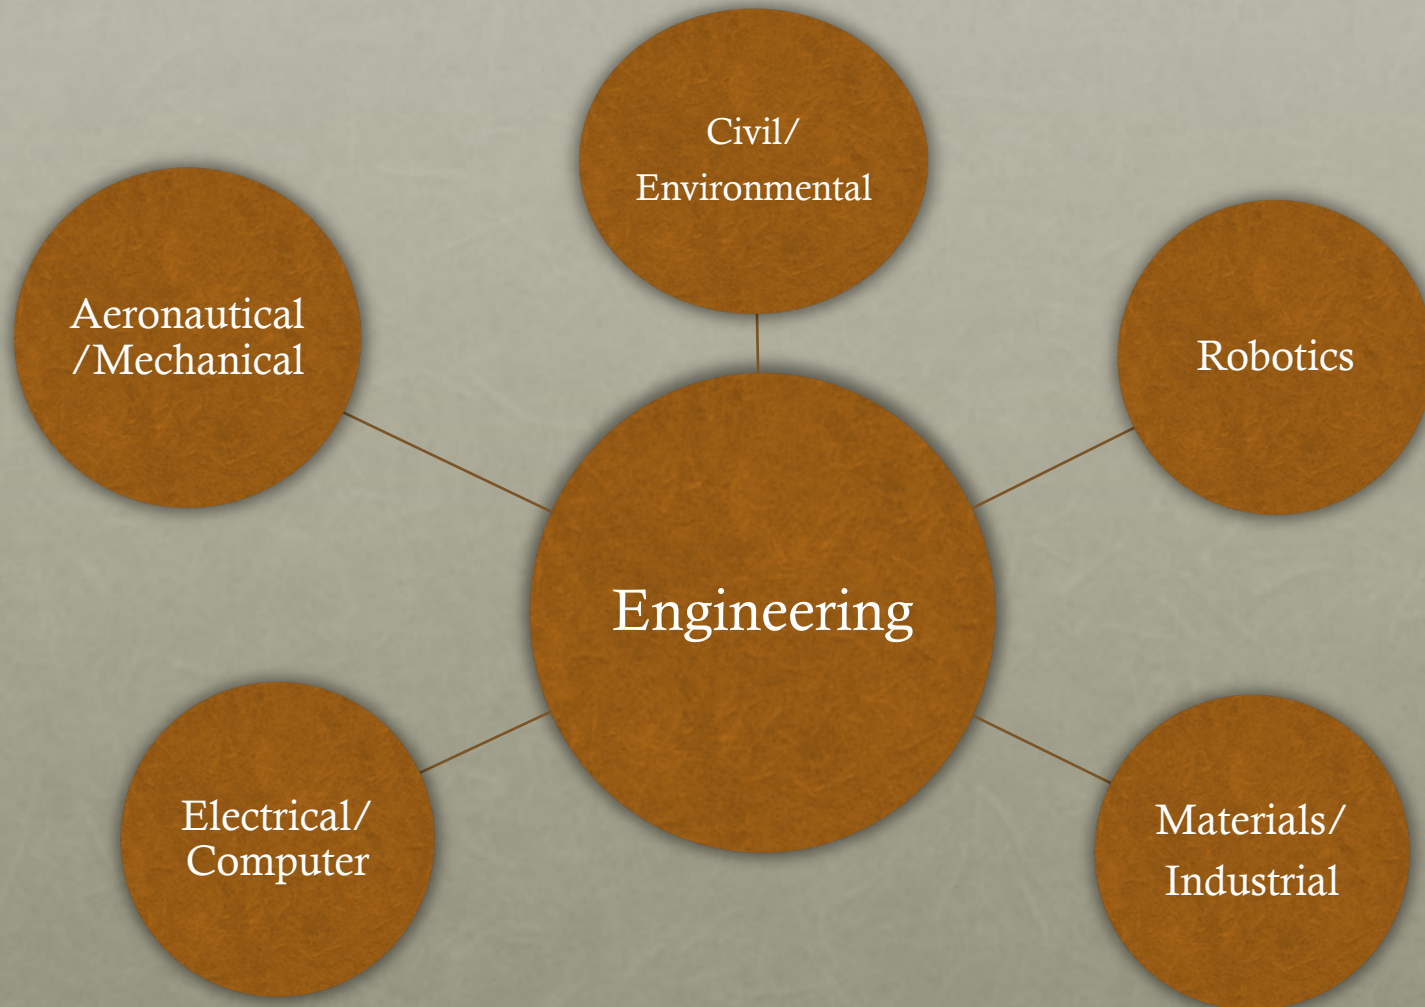 Civil/
Environmental
Aeronautical
/Mechanical
Robotics
Engineering
Electrical/
Computer
Materials/
Industrial